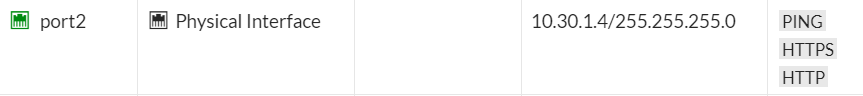 port2 Physical Interface 10.30.1.4/255.255.255.0 PING
HTTPS
HTTP